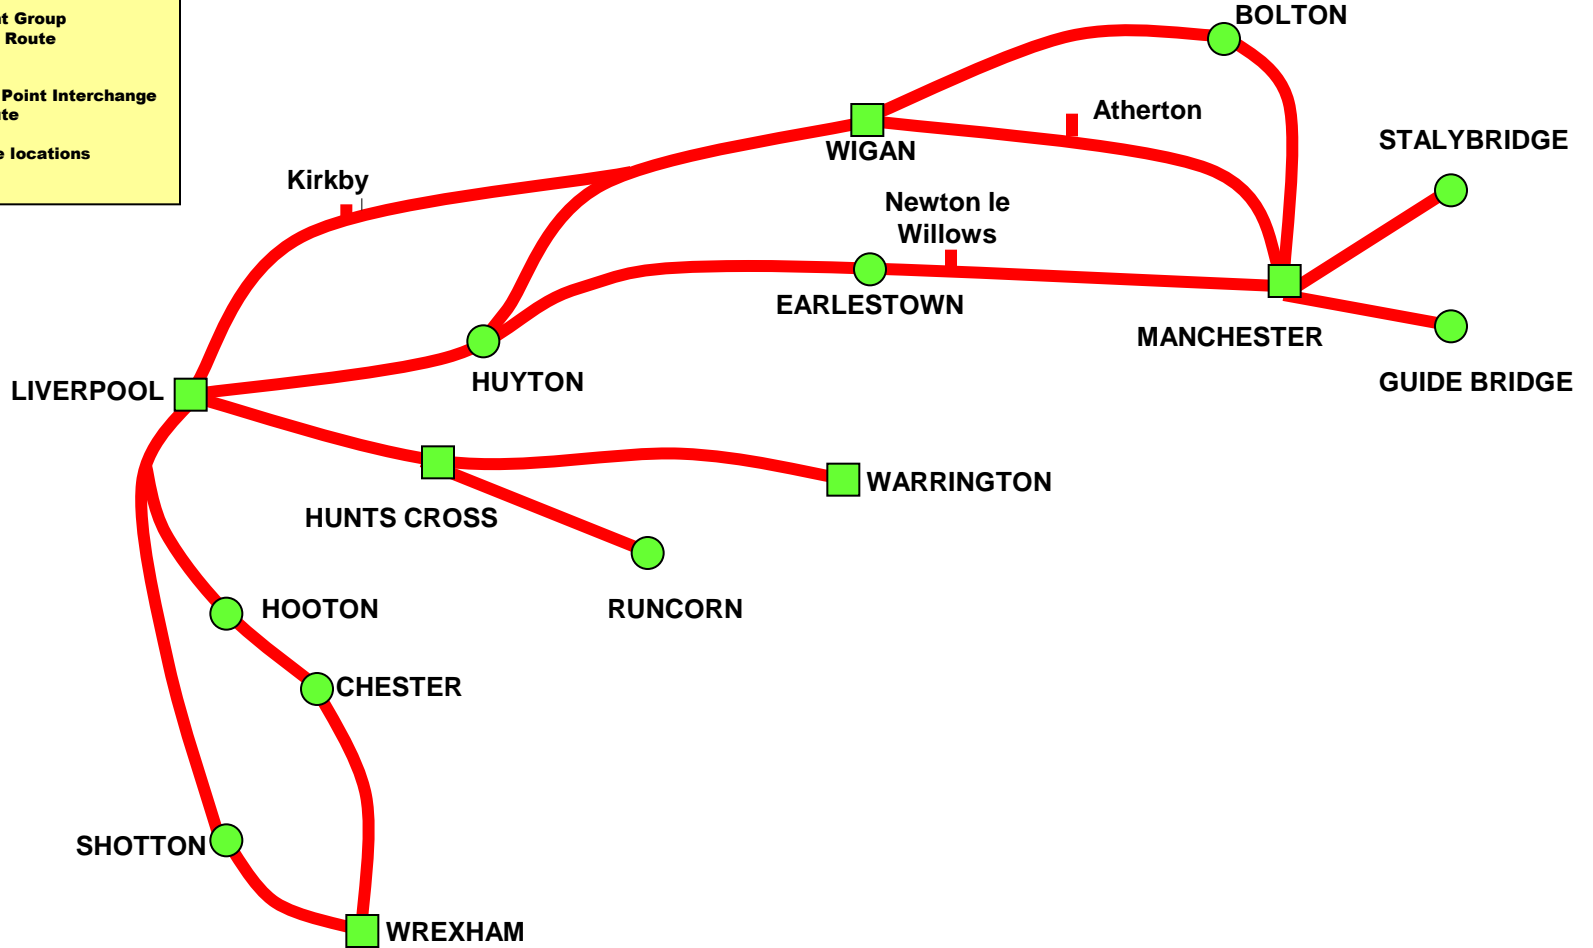 Group
Route
Point Interchange
locations
BOLTON
Atherton
STALYBRIDGE
WIGAN
Kirkby
Newton le
Willows
EARLESTOWN
MANCHESTER
HUYTON
GUIDE BRIDGE
LIVERPOOL
WARRINGTON
HUNTS CROSS
HOOTON
RUNCORN
CHESTER
SHOTTON
WREXHAM